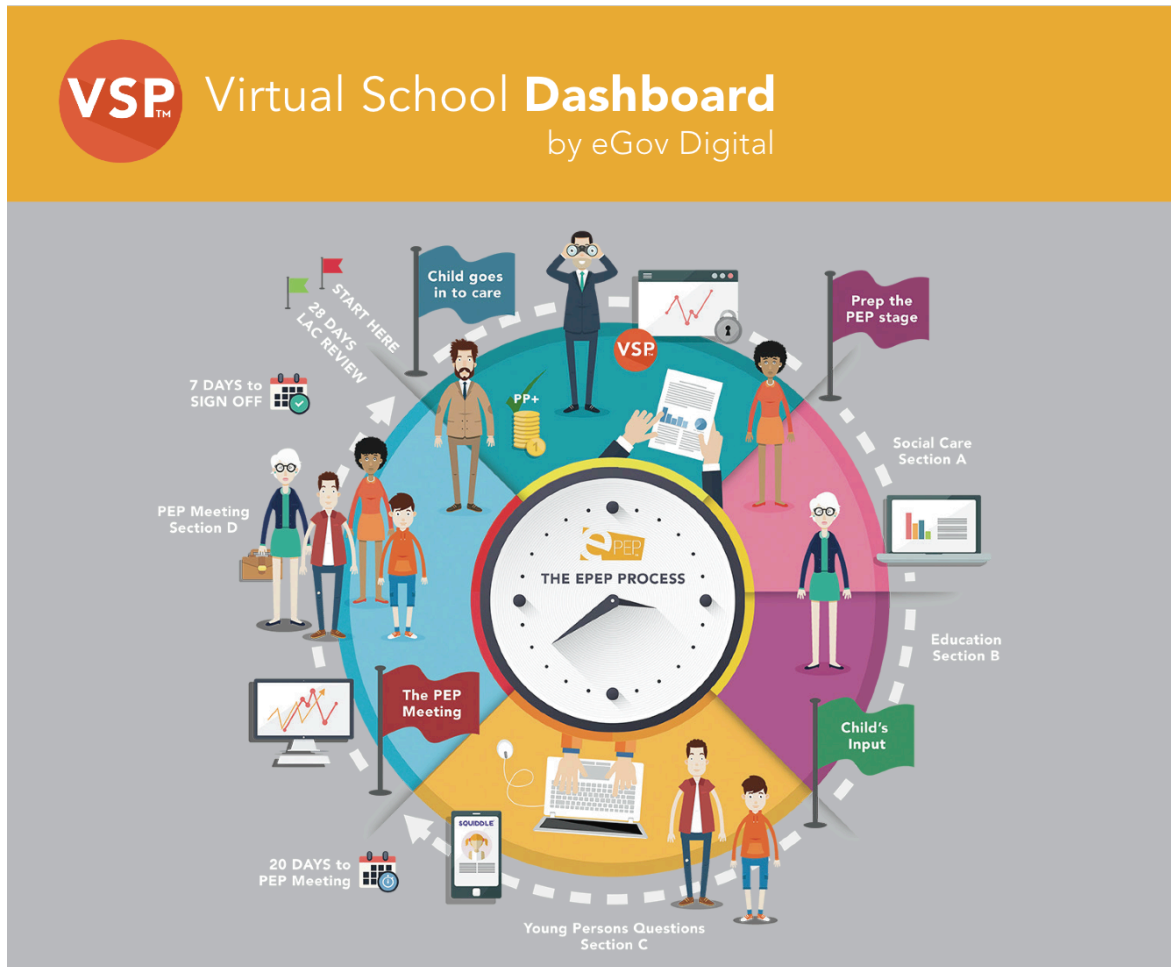 VSP TM
Virtual School Dashboard
by eGov Digital
START HERE
28 DAYS
LAC REVIEW
Child goes
in to care
VSP
PP+
1
Prep the
PEP stage
Social Care
Section A
Education
Section B
Child's
Input
Young Persons Questions
Section C
SQUIDDLE
20 DAYS to
PEP Meeting
The PEP
Meeting
PEP Meeting
Section D
7 DAYS to
SIGN OFF
ePEP
THE EPEP PROCESS